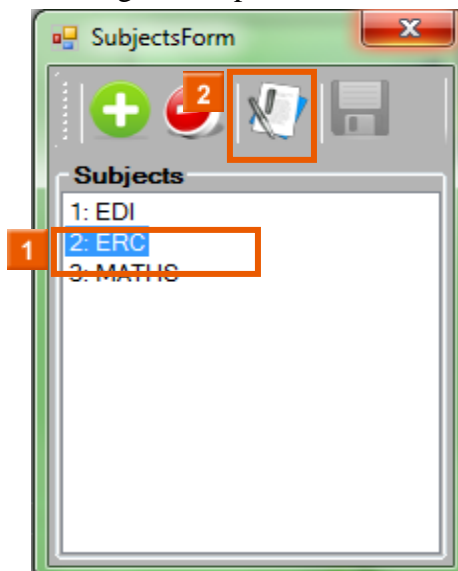 SubjectsForm
2
Subjects
1: EDI
1
2: ERC
3: MATHS